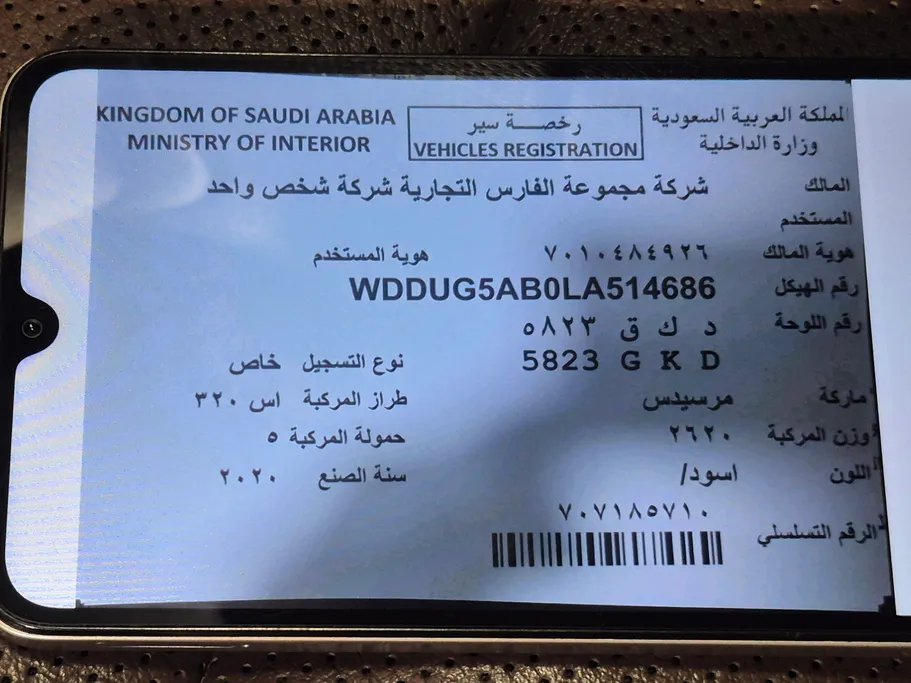 KINGDOM OF SAUDI ARABIA
MINISTRY OF INTERIOR
رخصـــة سير
VEHICLES REGISTRATION
المملكة العربية السعودية
وزارة الداخلية
المالك شركة مجموعة الفارس التجارية شركة شخص واحد
المستخدم
هوية المالك ٧٠١٠٤٨٤٩٢٦ هوية المستخدم
رقم الهيكل WDDUG5AB0LA514686
رقم اللوحة د ك ق ٥٨٢٣
5823 G K D نوع التسجيل خاص
ماركة مرسيدس طراز المركبة اس ٣٢٠
وزن المركبة ٢٦٢٠ حمولة المركبة ٥
اللون اسود/ سنة الصنع ٢٠٢٠
٧٠٧١٨٥٧١٠
الرقم التسلسلي